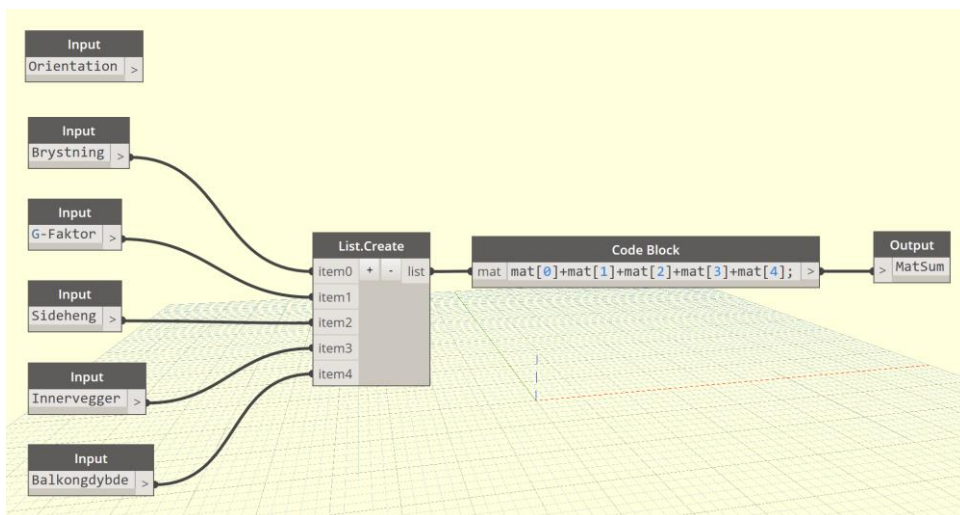 Input
Orientation >
Input
Brystning >
Input
G-Faktor >
Input
Sideheng >
Input
Innervegger >
Input
Balkongdybde >
List.Create
item0 + - list
item1
item2
item3
item4
Code Block
mat mat[0]+mat[1]+mat[2]+mat[3]+mat[4]; >
Output
> MatSum